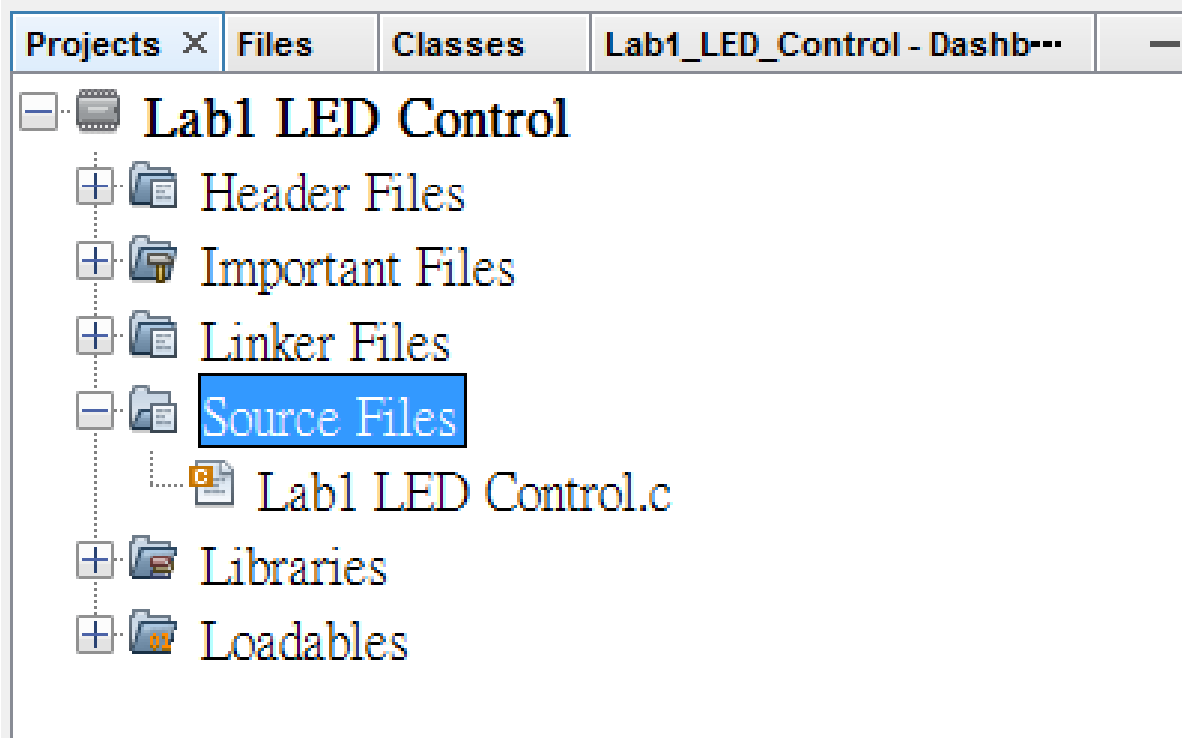 Projects Files Classes Lab1_LED_Control - Dashb···
Lab1 LED Control
Header Files
Important Files
Linker Files
Source Files
Lab1 LED Control.c
Libraries
Loadables